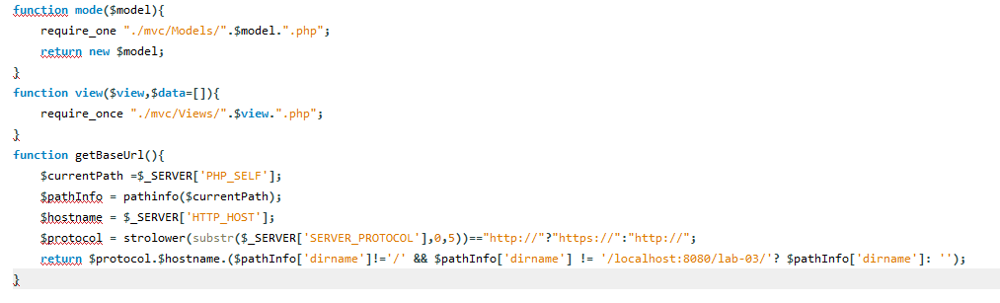 function mode($model){
require_one "./mvc/Models/".$model.".php";
return new $model;
}
function view($view,$data=[]){
require_once "./mvc/Views/".$view.".php";
}
function getBaseUrl(){
$currentPath =$_SERVER['PHP_SELF'];
$pathInfo = pathinfo($currentPath);
$hostname = $_SERVER['HTTP_HOST'];
$protocol = strolower(substr($_SERVER['SERVER_PROTOCOL'],0,5))=="http://"?"https://":"http://";
return $protocol.$hostname.($pathInfo['dirname']!='/' && $pathInfo['dirname'] != '/localhost:8080/lab-03/'? $pathInfo['dirname']: '');
}